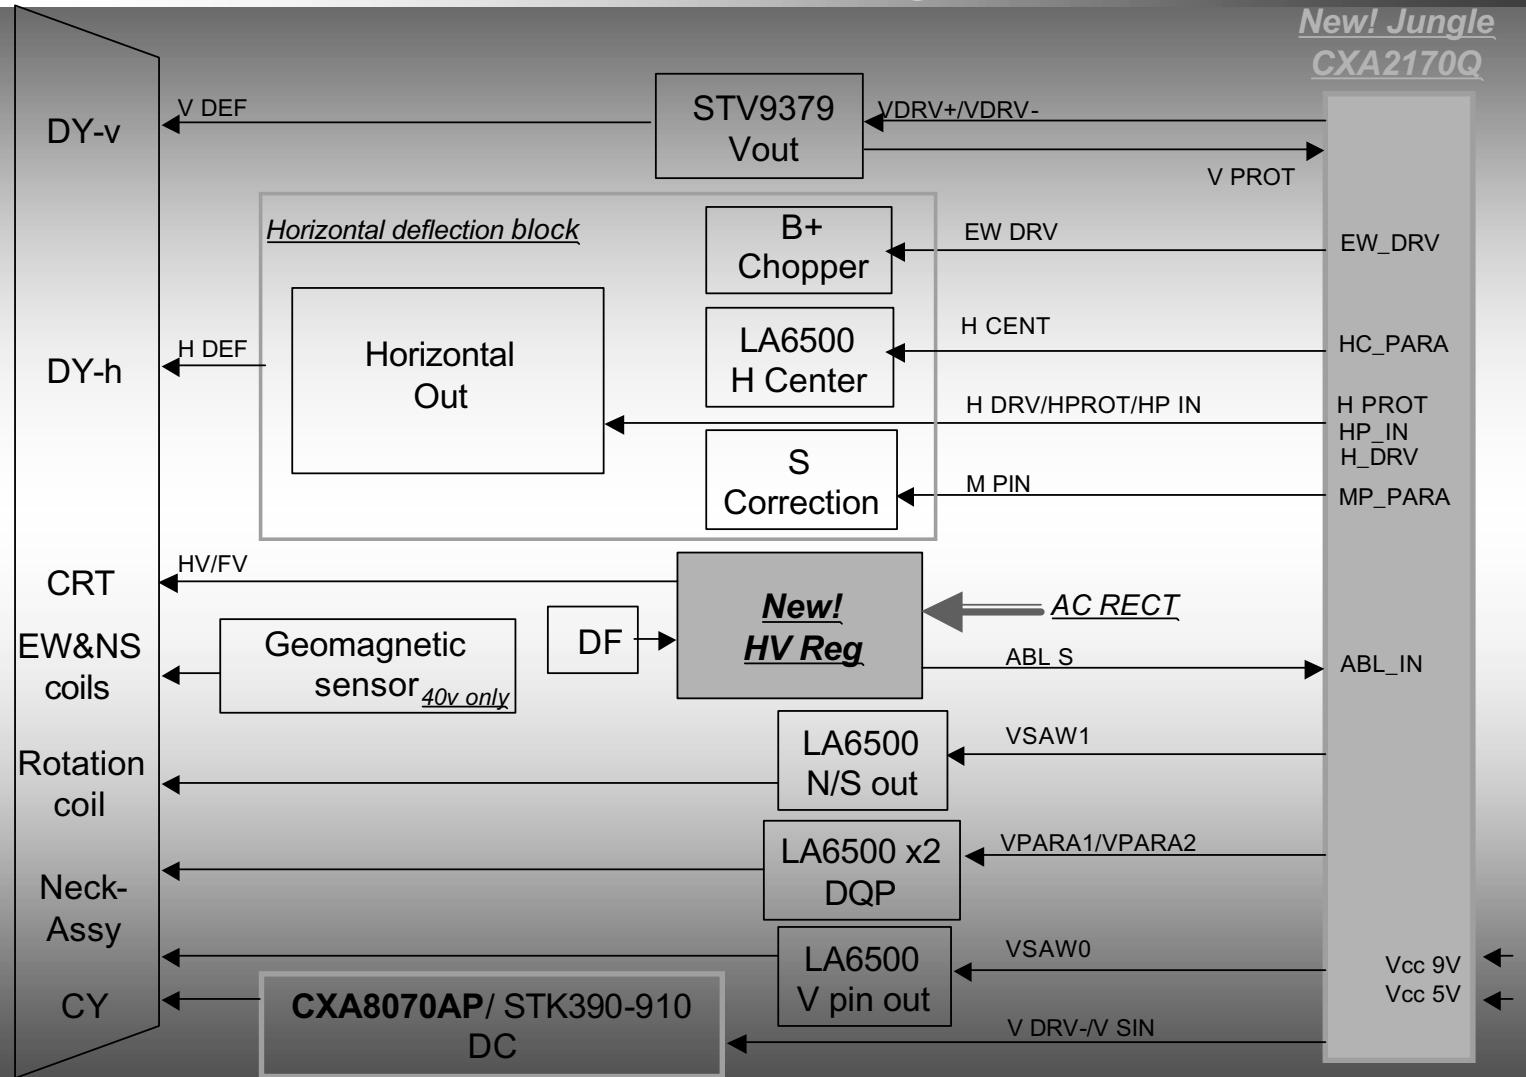 New! Jungle
CXA2170Q
DY-v
V DEF
STV9379
Vout
VDRV+/VDRV-
V PROT
Horizontal deflection block
B+
Chopper
EW DRV
EW_DRV
DY-h
H DEF
Horizontal
Out
LA6500
H Center
H CENT
HC_PARA
H DRV/HPROT/HP IN
H PROT
HP_IN
H_DRV
S
Correction
M PIN
MP_PARA
CRT
HV/FV
New!
HV Reg
AC RECT
EW&NS
coils
Geomagnetic
sensor 40v only
DF
ABL S
ABL_IN
Rotation
coil
LA6500
N/S out
VSAW1
Neck-
Assy
LA6500 x2
DQP
VPARA1/VPARA2
LA6500
V pin out
VSAW0
Vcc 9V
Vcc 5V
CY
CXA8070AP/ STK390-910
DC
V DRV-/V SIN